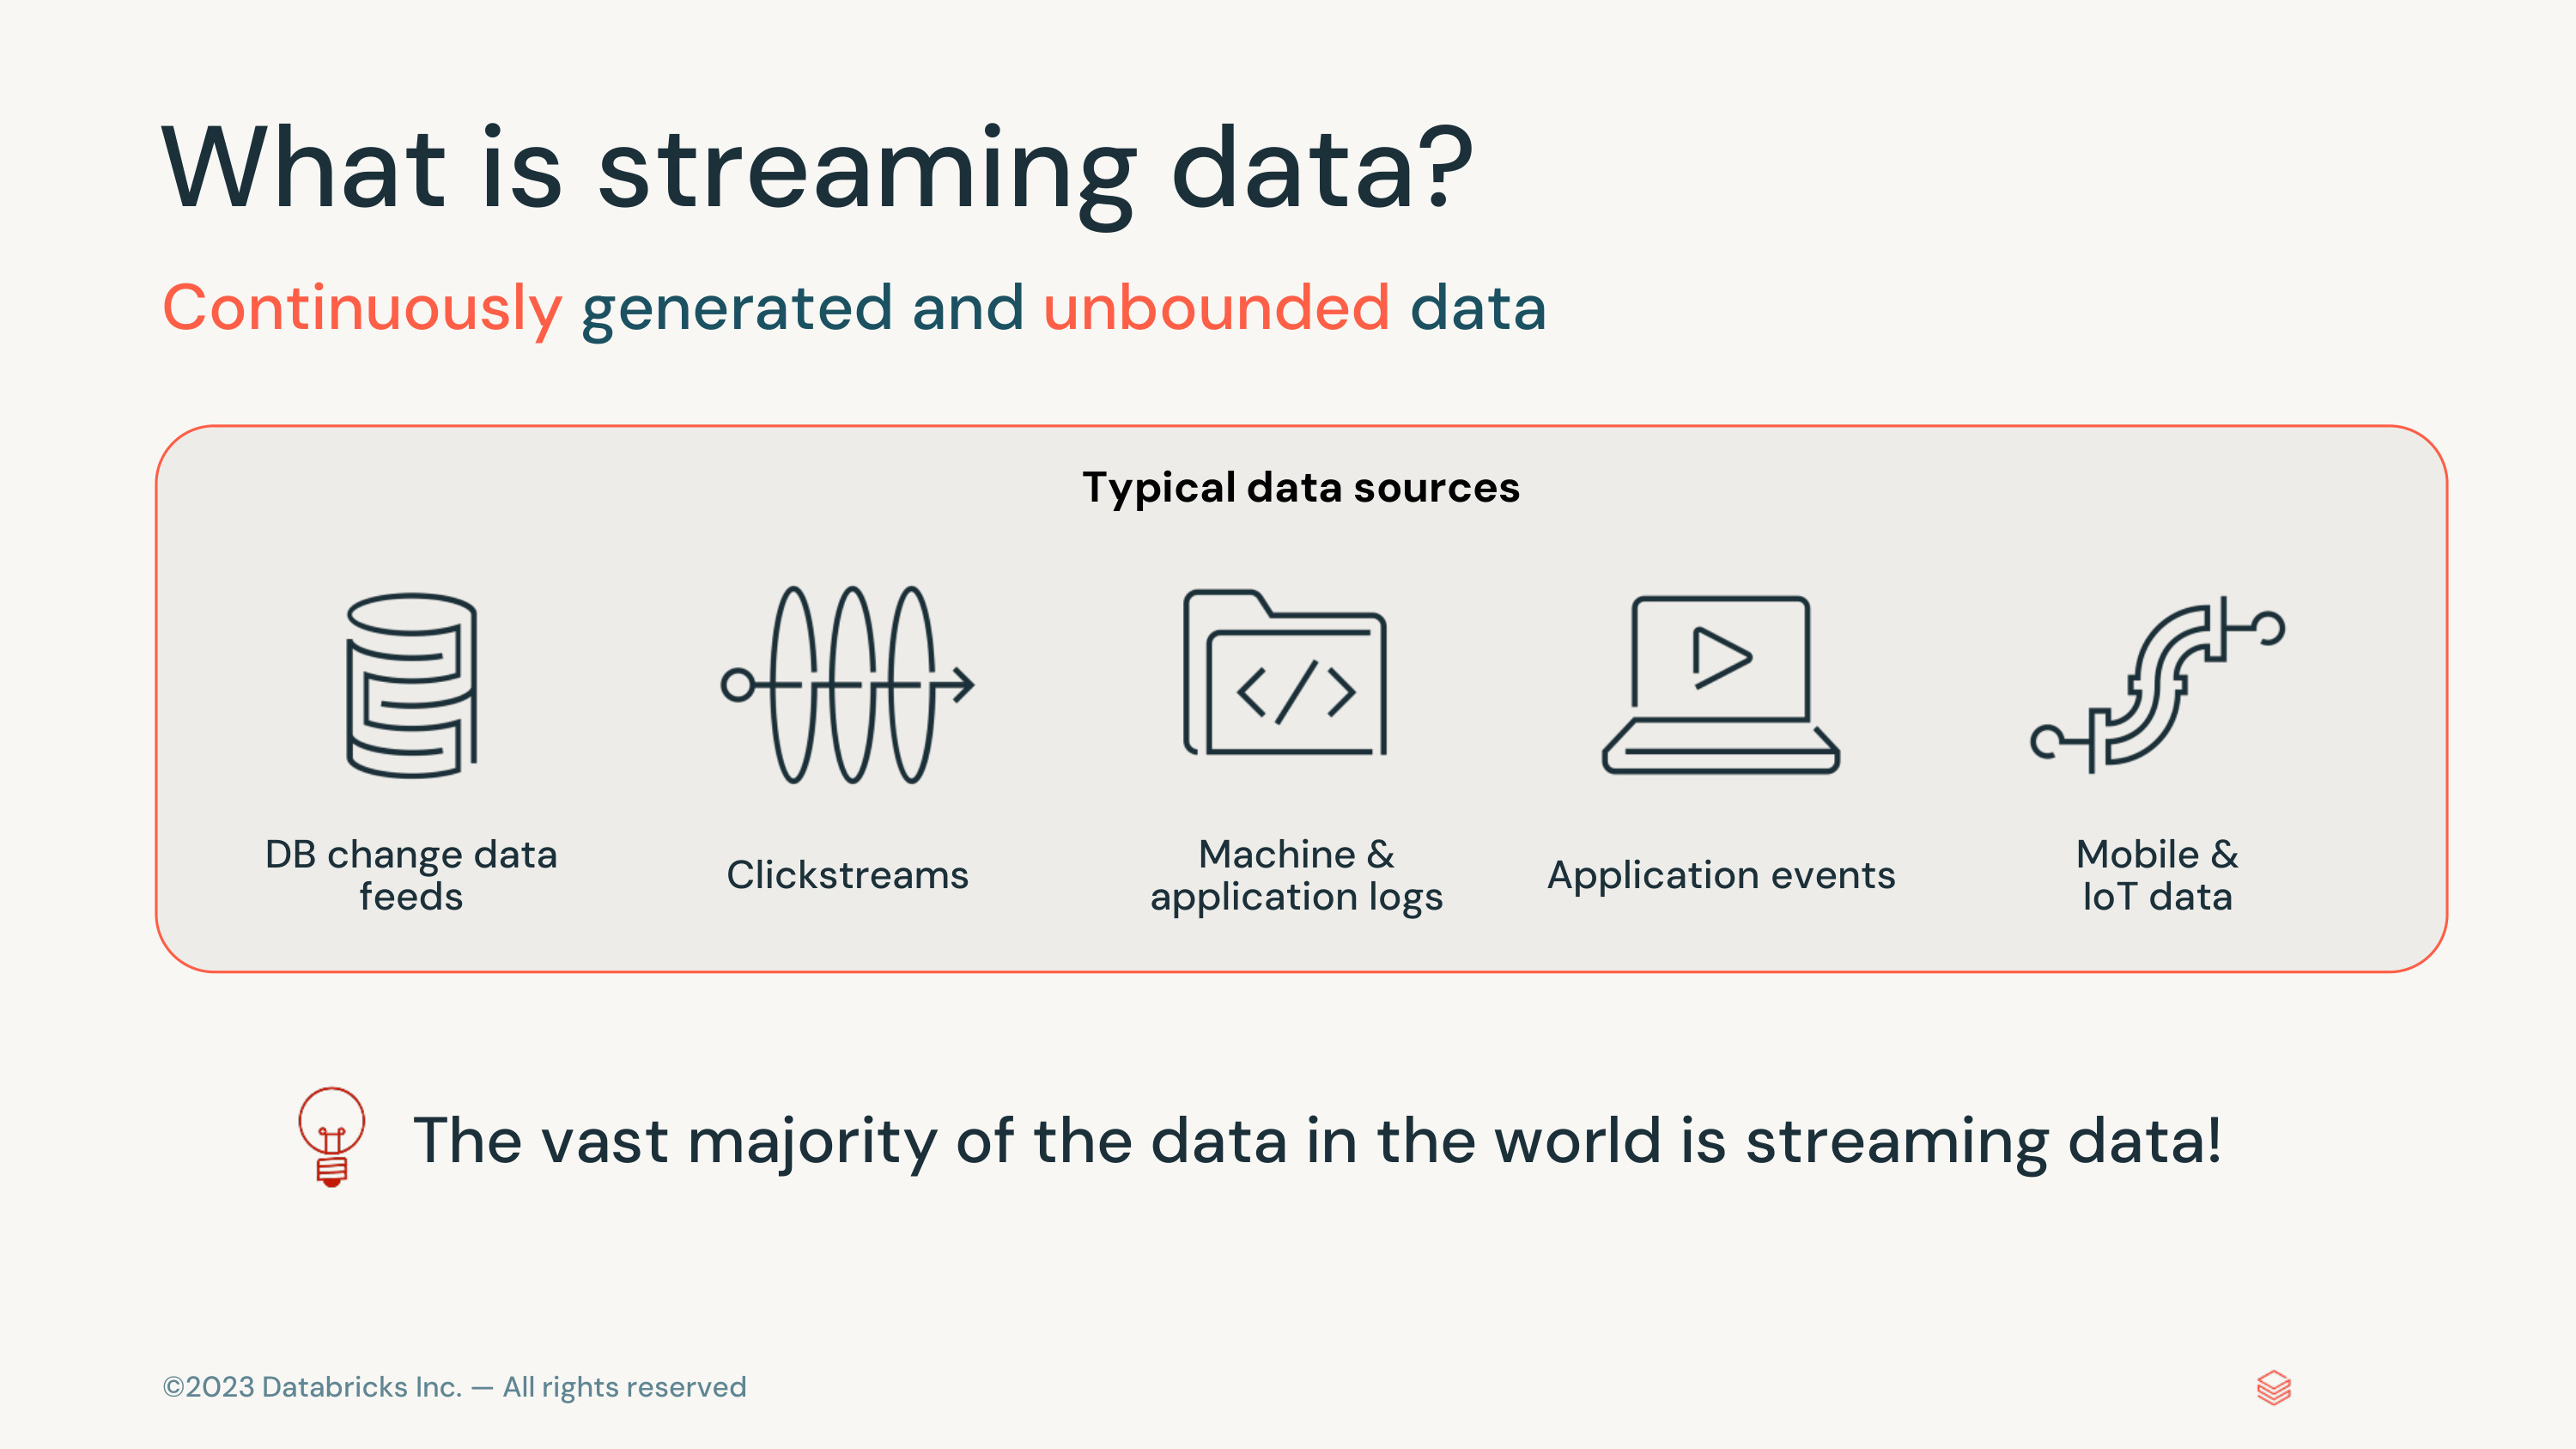 What is streaming data?
Continuously generated and unbounded data
Typical data sources
DB change data
feeds
Clickstreams
Machine &
application logs
Application events
Mobile &
IoT data
The vast majority of the data in the world is streaming data!
©2023 Databricks Inc. — All rights reserved